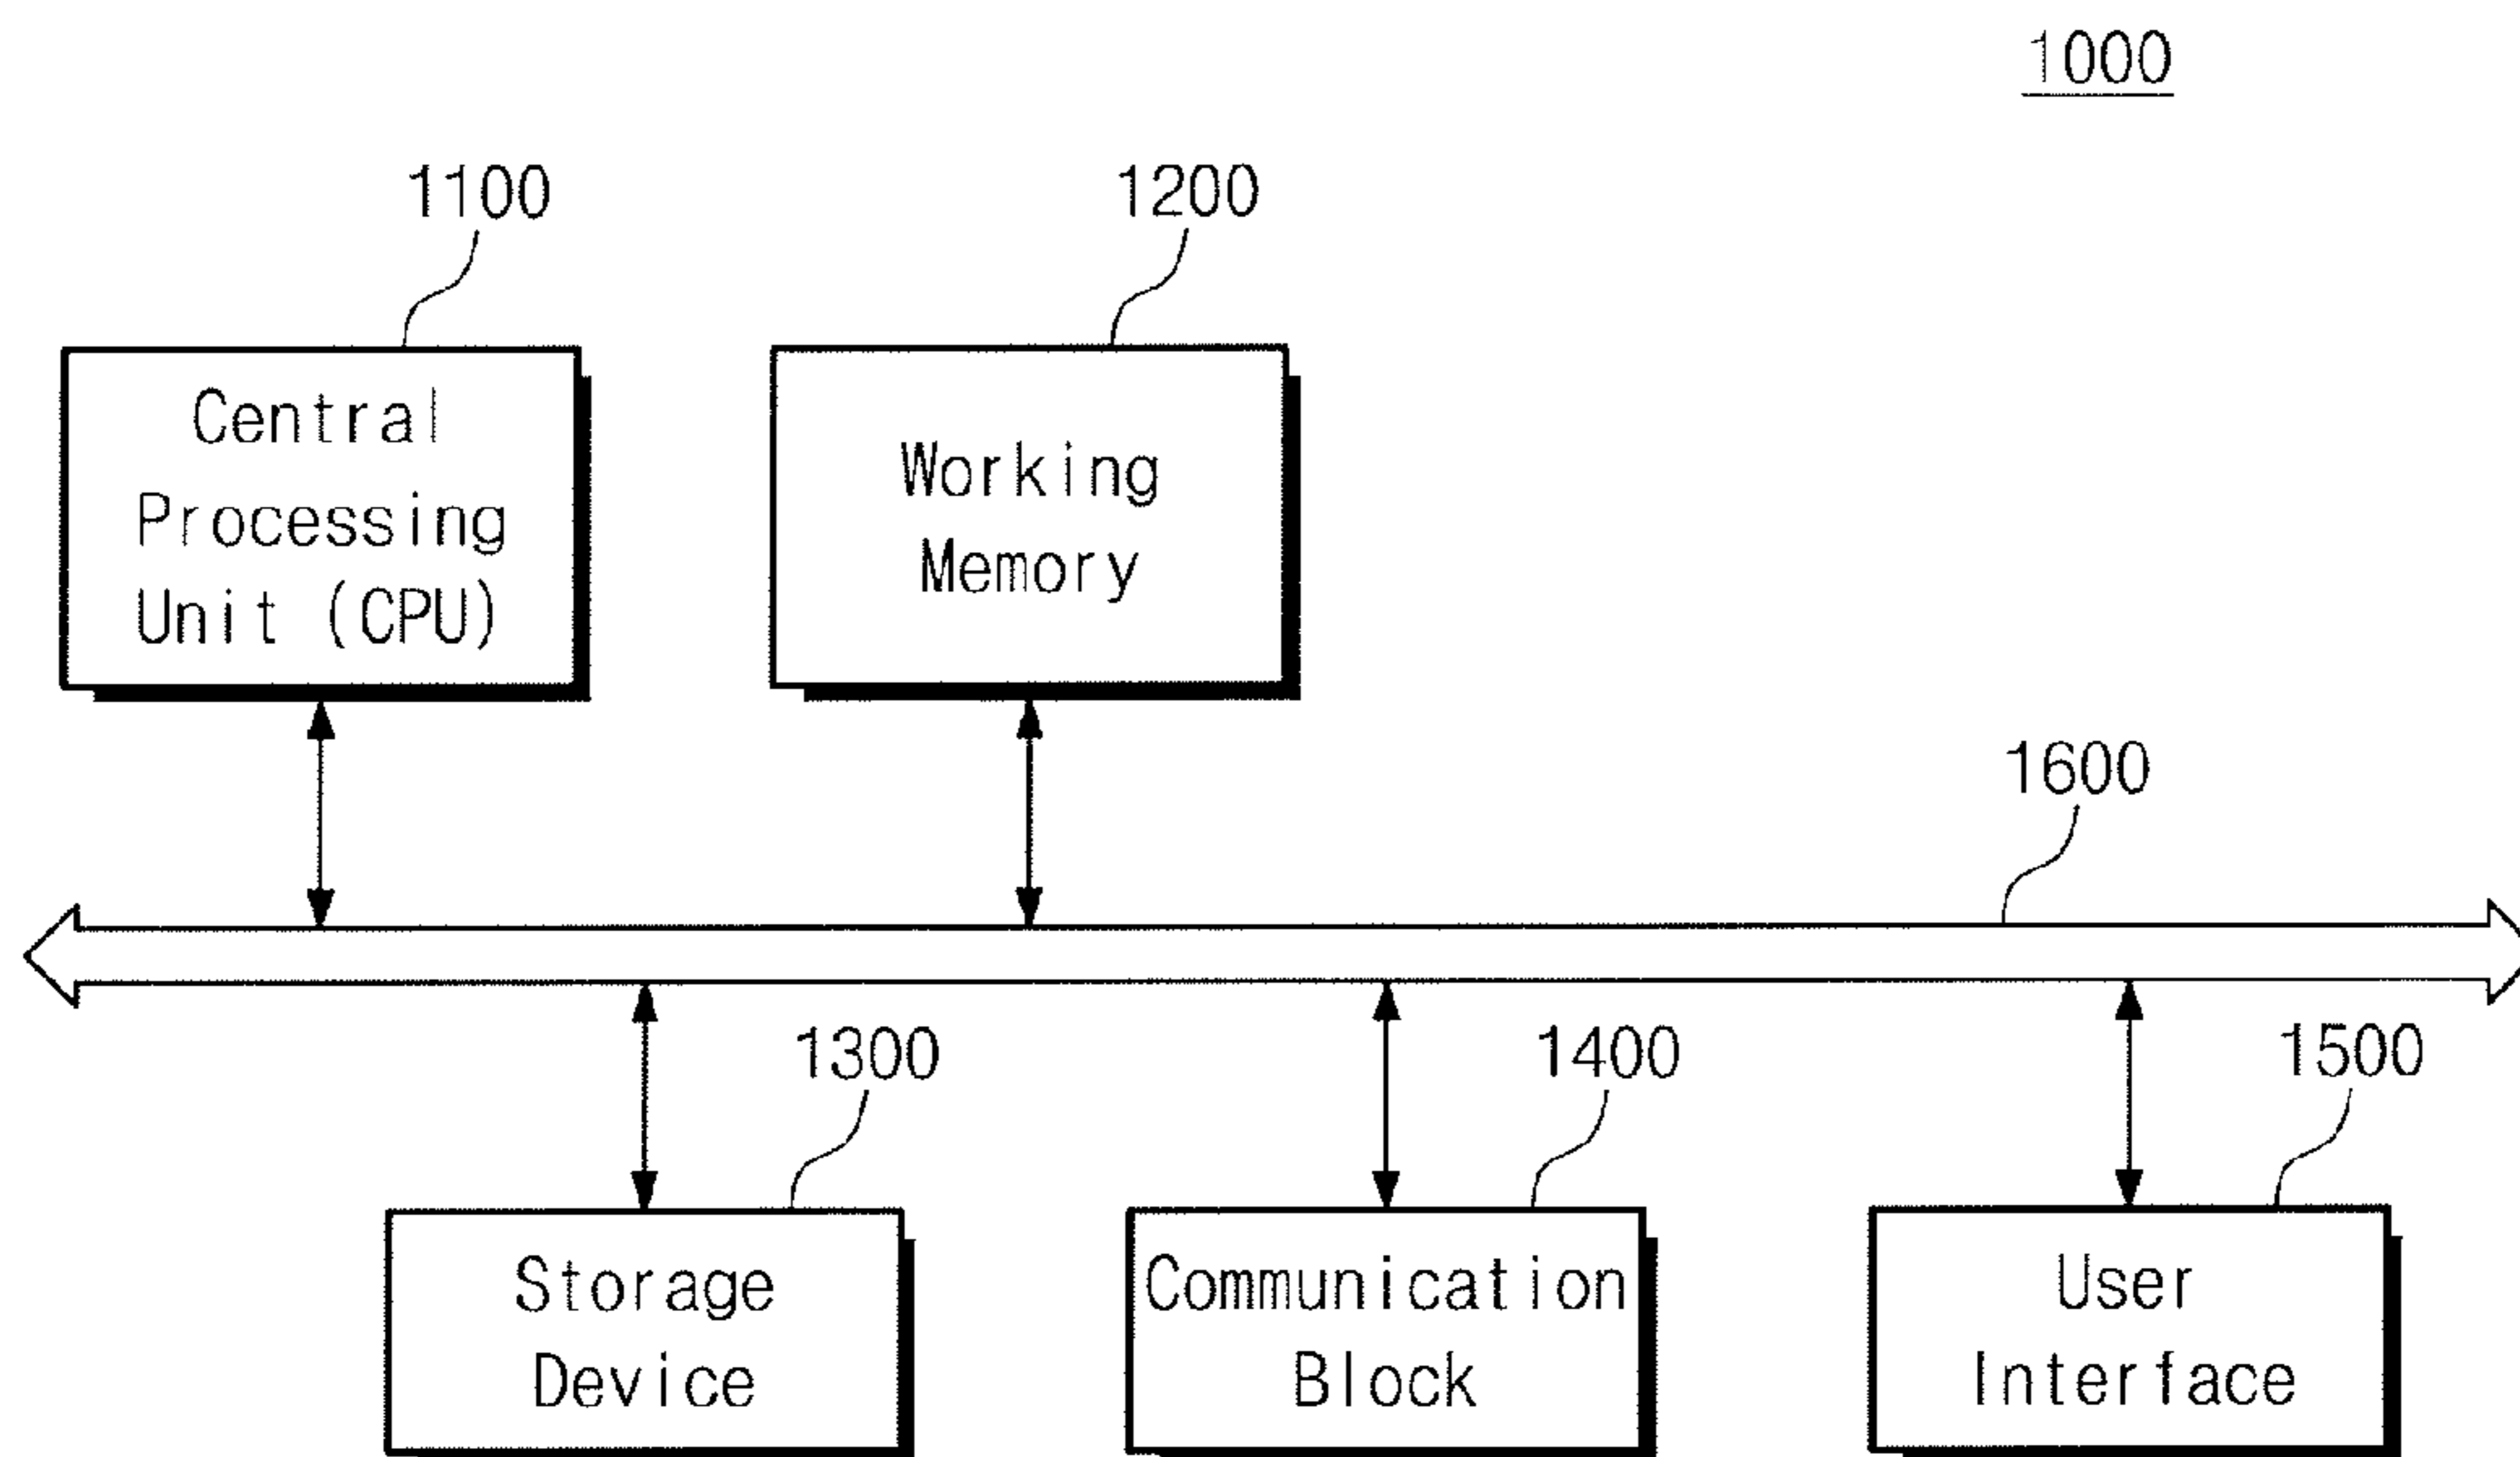 1000
1100
1200
Central
Processing
Unit (CPU)
Working
Memory
1600
1300
1400
1500
Storage
Device
Communication
Block
User
Interface